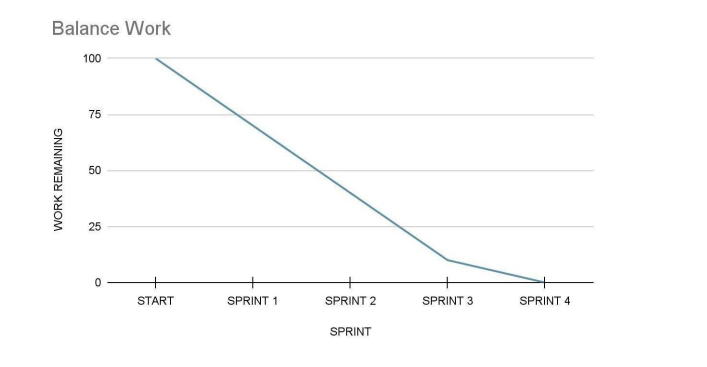 Balance Work
100
75
50
25
0
WORK REMAINING
START SPRINT 1 SPRINT 2 SPRINT 3 SPRINT 4
SPRINT